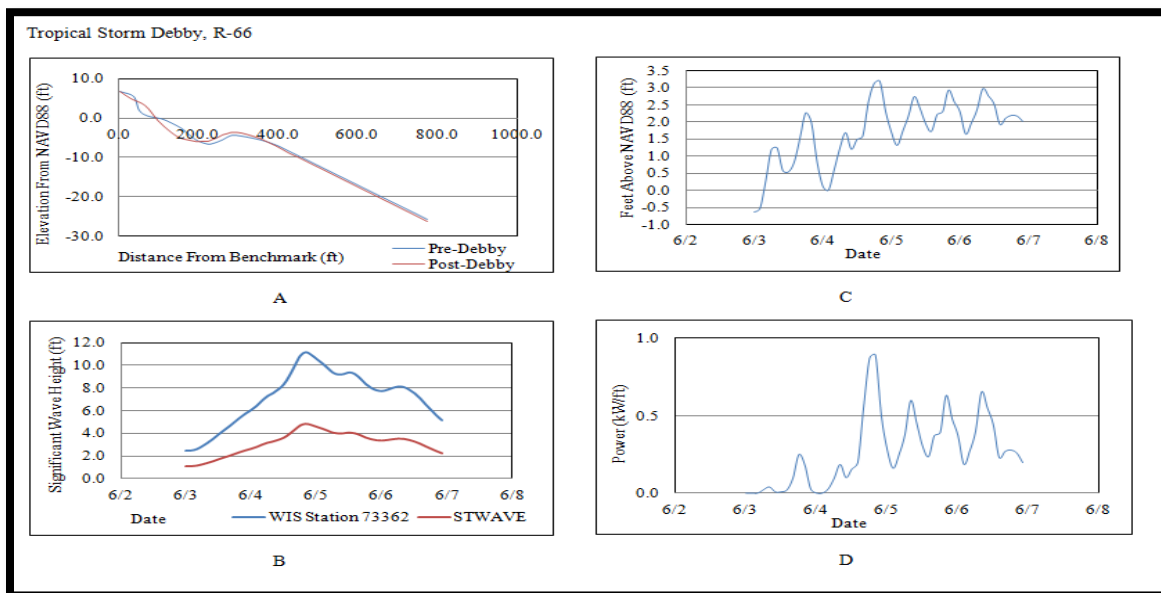 Tropical Storm Debby, R-66
Elevation From NAVD88 (ft)
10.0
0.0
-10.0
-20.0
-30.0
0.0 200.0 400.0 600.0 800.0 1000.0
Distance From Benchmark (ft)
Pre-Debby
Post-Debby
A
Feet Above NAVD88 (ft)
3.5
3.0
2.5
2.0
1.5
1.0
0.5
0.0
-0.5
-1.0
6/2 6/3 6/4 6/5 6/6 6/7 6/8
Date
C
Significant Wave Height (ft)
12.0
10.0
8.0
6.0
4.0
2.0
0.0
6/2 6/3 6/4 6/5 6/6 6/7 6/8
Date
WIS Station 73362 STWAVE
B
Power (kW/ft)
1.0
0.5
0.0
6/2 6/3 6/4 6/5 6/6 6/7 6/8
Date
D